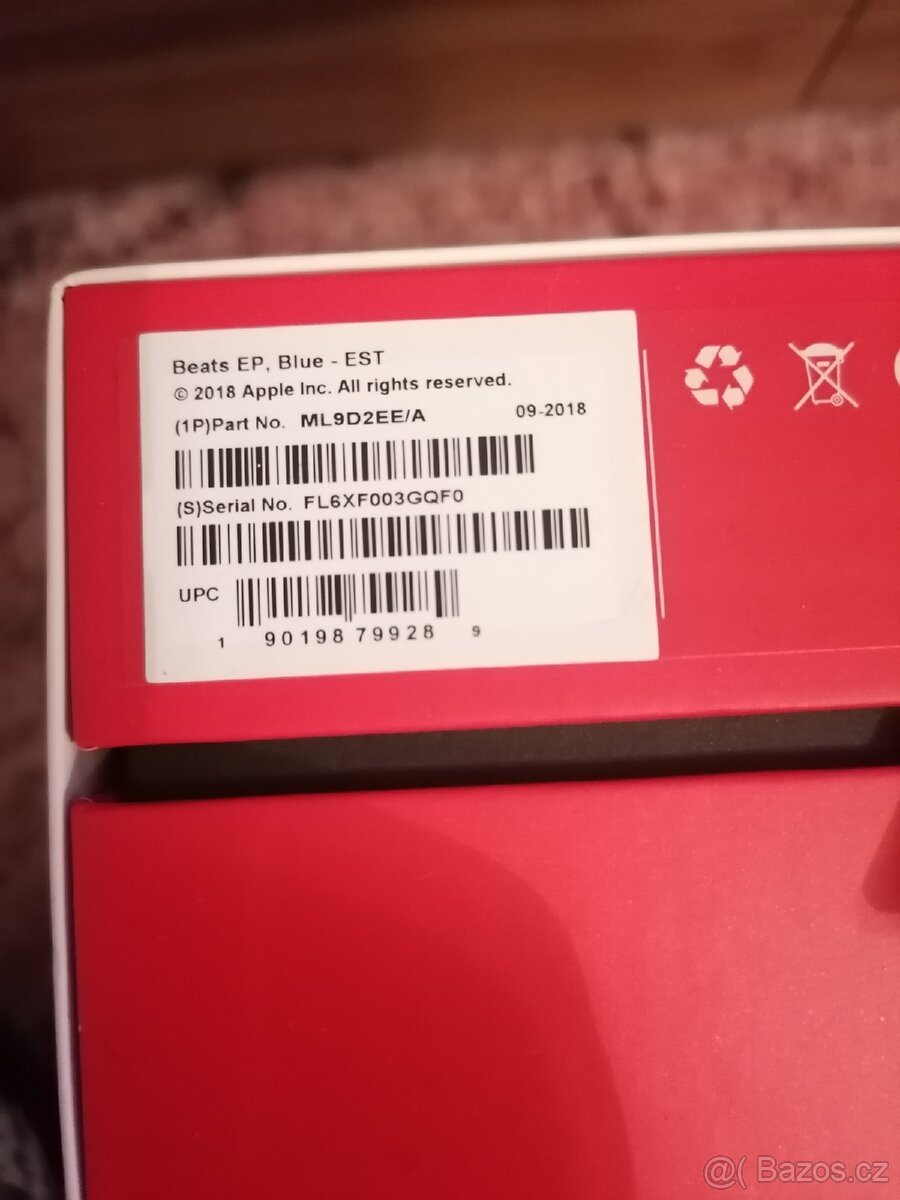 Beats EP, Blue - EST
© 2018 Apple Inc. All rights reserved.
(1P)Part No. ML9D2EE/A 09-2018
(S)Serial No. FL6XF003GQF0
UPC
1 90198 79928 9
@( Bazos.cz